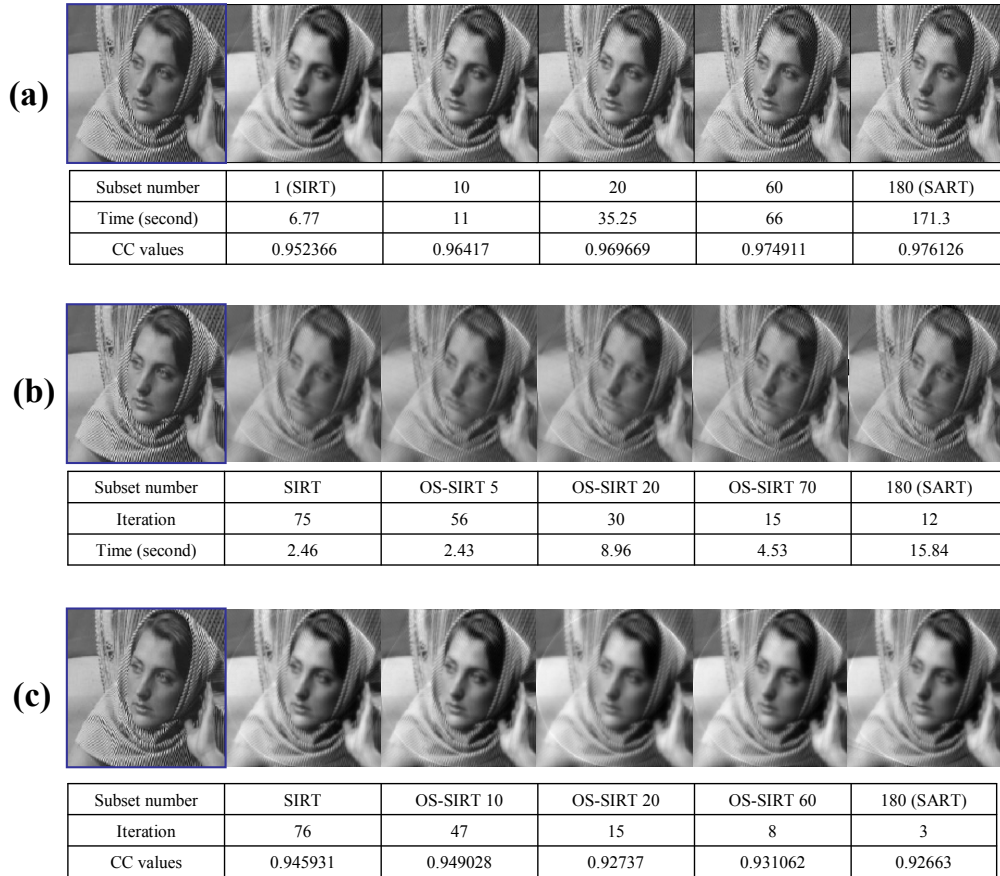 (a)
Subset number 1 (SIRT) 10 20 60 180 (SART)
Time (second) 6.77 11 35.25 66 171.3
CC values 0.952366 0.96417 0.969669 0.974911 0.976126
(b)
Subset number SIRT OS-SIRT 5 OS-SIRT 20 OS-SIRT 70 180 (SART)
Iteration 75 56 30 15 12
Time (second) 2.46 2.43 8.96 4.53 15.84
(c)
Subset number SIRT OS-SIRT 10 OS-SIRT 20 OS-SIRT 60 180 (SART)
Iteration 76 47 15 8 3
CC values 0.945931 0.949028 0.92737 0.931062 0.92663